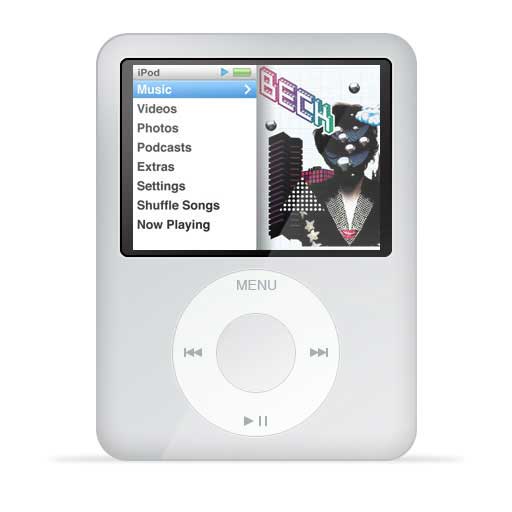 iPod
Music
Videos
Photos
Podcasts
Extras
Settings
Shuffle Songs
Now Playing
BECK
MENU